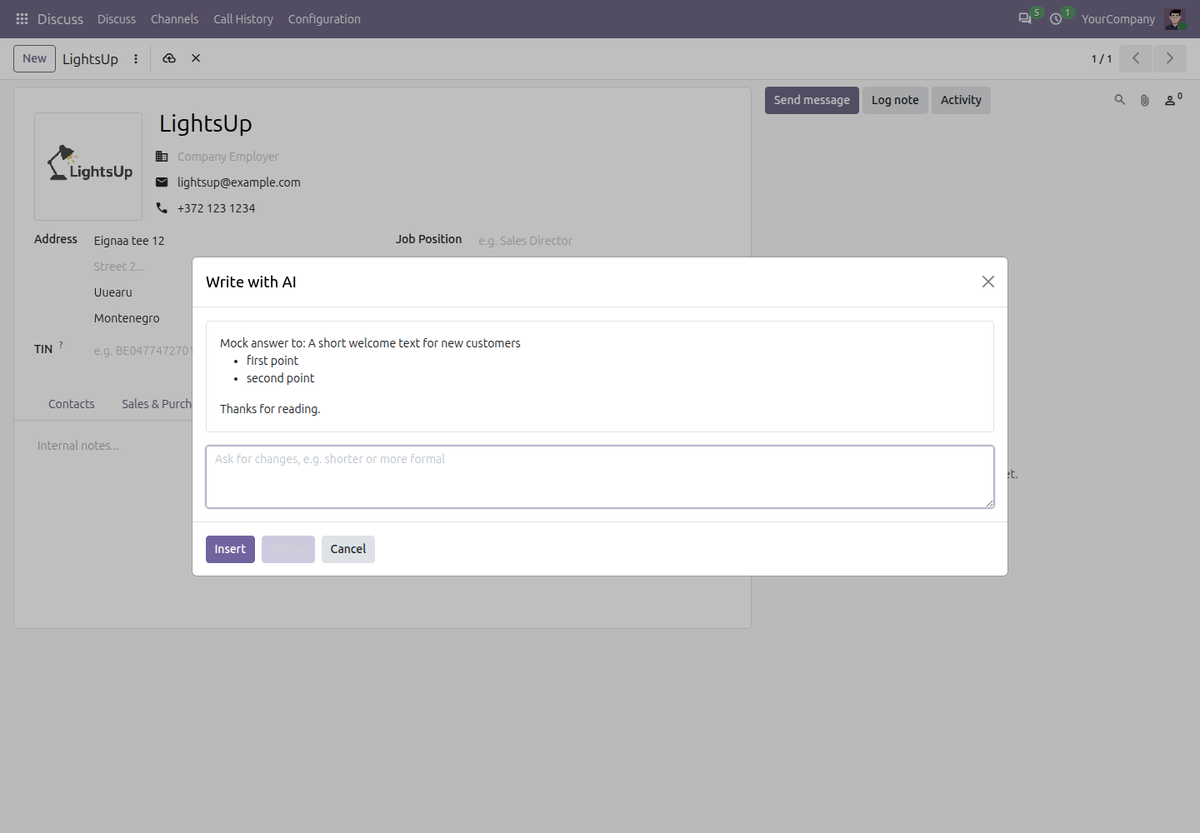 Discuss Discuss Channels Call History Configuration 5 1 YourCompany
New LightsUp 1 / 1
Send message Log note Activity 0
LightsUp
LightsUp
Company Employer
lightsup@example.com
+372 123 1234
Address Eignaa tee 12 Job Position e.g. Sales Director
Street 2...
Uuearu
Montenegro
TIN ? e.g. BE0477472701
Contacts Sales & Purch
Internal notes...
et.
Write with AI
Mock answer to: A short welcome text for new customers
• first point
• second point
Thanks for reading.
Ask for changes, e.g. shorter or more formal
Insert Cancel